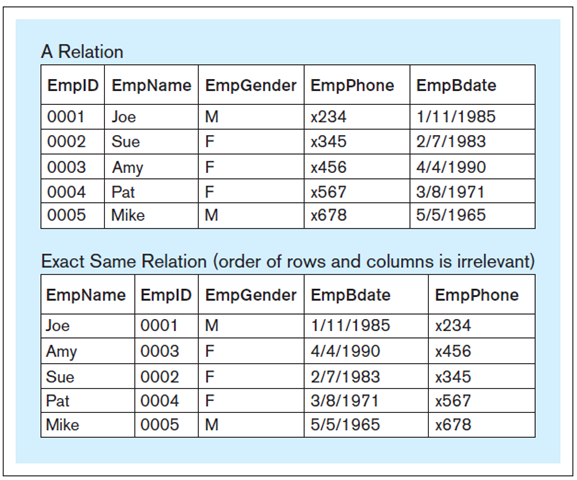 A Relation
EmpID EmpName EmpGender EmpPhone EmpBdate
0001 Joe M x234 1/11/1985
0002 Sue F x345 2/7/1983
0003 Amy F x456 4/4/1990
0004 Pat F x567 3/8/1971
0005 Mike M x678 5/5/1965
Exact Same Relation (order of rows and columns is irrelevant)
EmpName EmpID EmpGender EmpBdate EmpPhone
Joe 0001 M 1/11/1985 x234
Amy 0003 F 4/4/1990 x456
Sue 0002 F 2/7/1983 x345
Pat 0004 F 3/8/1971 x567
Mike 0005 M 5/5/1965 x678